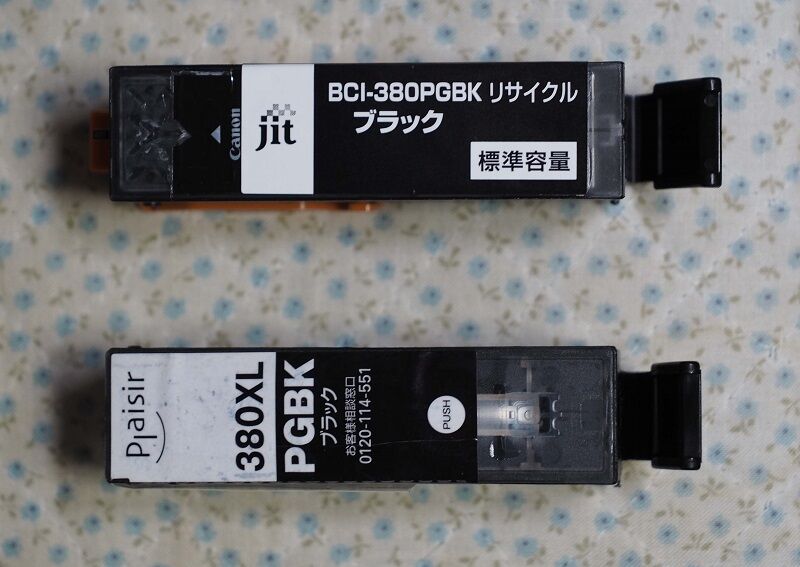 Canon
jit
BCI-380PGBK リサイクル
ブラック
標準容量
Plaisir
380XL
PGBK
ブラック
お客様相談窓口
0120-114-551
PUSH